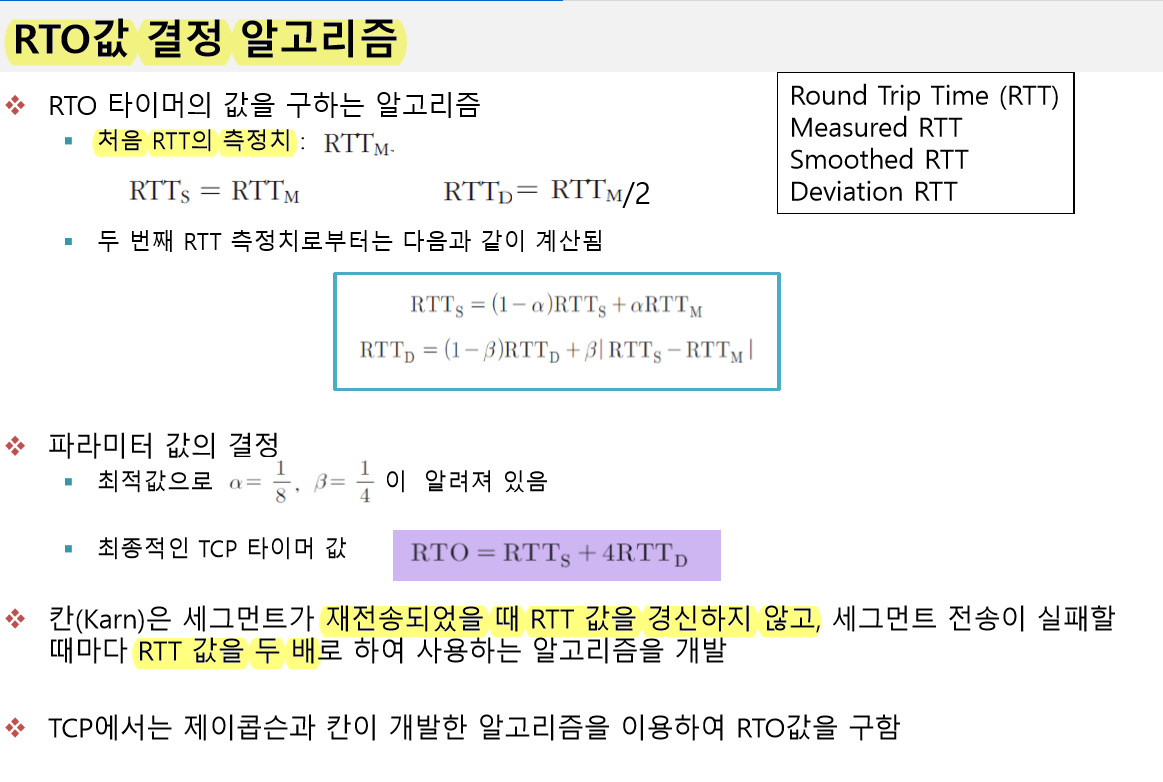 RTO값 결정 알고리즘
❖ RTO 타이머의 값을 구하는 알고리즘
▪ 처음 RTT의 측정치 : RTT_M.
RTT_S = RTT_M RTT_D = RTT_M/2
Round Trip Time (RTT)
Measured RTT
Smoothed RTT
Deviation RTT
▪ 두 번째 RTT 측정치로부터는 다음과 같이 계산됨
RTT_S = (1-α)RTT_S + αRTT_M
RTT_D = (1-β)RTT_D + β|RTT_S - RTT_M|
❖ 파라미터 값의 결정
▪ 최적값으로 α= 1/8, β= 1/4 이 알려져 있음
▪ 최종적인 TCP 타이머 값 RTO = RTT_S + 4RTT_D
❖ 칸(Karn)은 세그먼트가 재전송되었을 때 RTT 값을 경신하지 않고, 세그먼트 전송이 실패할
때마다 RTT 값을 두 배로 하여 사용하는 알고리즘을 개발
❖ TCP에서는 제이콥슨과 칸이 개발한 알고리즘을 이용하여 RTO값을 구함